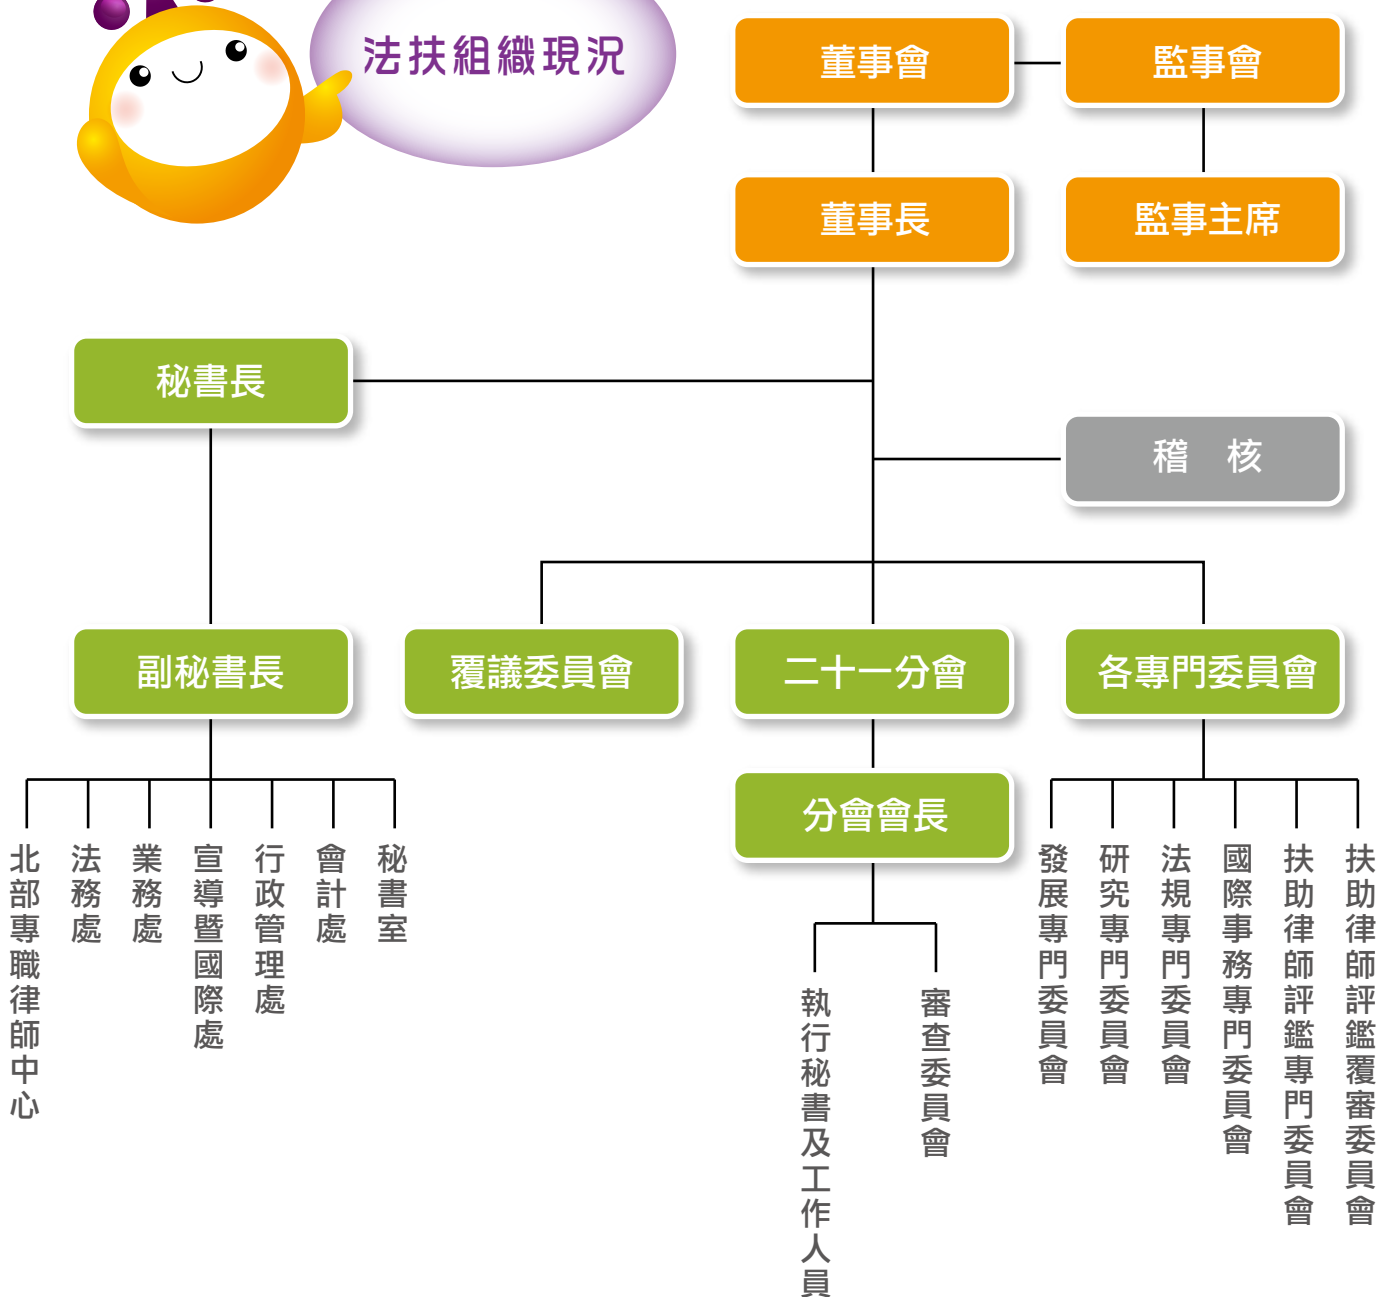 法扶組織現況
董事會
監事會
董事長
監事主席
秘書長
稽　核
副秘書長
覆議委員會
二十一分會
各專門委員會
分會會長
北部專職律師中心
法務處
業務處
宣導暨國際處
行政管理處
會計處
秘書室
執行秘書及工作人員
審查委員會
發展專門委員會
研究專門委員會
法規專門委員會
國際事務專門委員會
扶助律師評鑑專門委員會
扶助律師評鑑覆審委員會